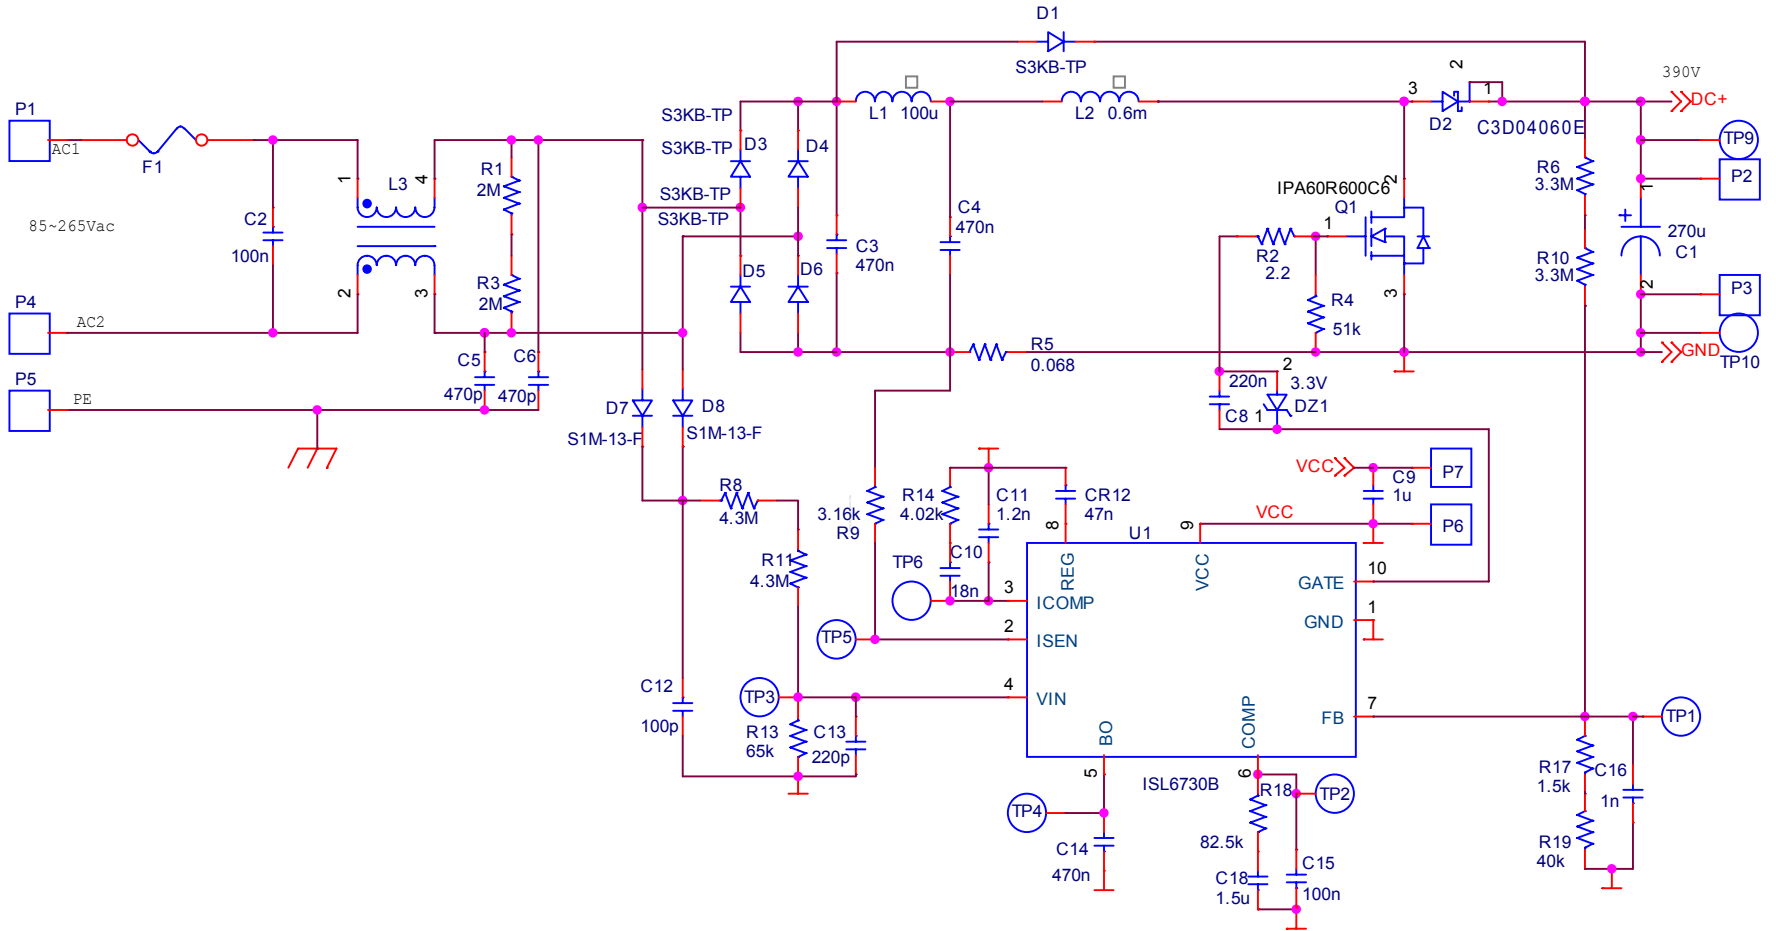 D1
S3KB-TP
2
390V
P1
S3KB-TP
L1 100u
L2 0.6m
3
1
DC+
D2
C3D04060E
AC1
F1
S3KB-TP
D3
D4
TP9
1
L3
4
R1
2M
S3KB-TP
S3KB-TP
IPA60R600C6
2
Q1
1
R6
3.3M
1
P2
85~265Vac
C2
100n
C4
470n
C3
470n
R2
2.2
270u
C1
R10
3.3M
P4
AC2
2
3
R3
2M
D5
D6
3
R4
51k
2
P3
C5
470p
C6
470p
R5
0.068
GND
TP10
P5
PE
D7
S1M-13-F
D8
S1M-13-F
220n
C8
2
3.3V
DZ1
1
R8
4.3M
3.16k
R9
R14
4.02k
C11
1.2n
CR12
47n
VCC
C9
1u
P7
8
9
VCC
P6
U1
R11
4.3M
TP6
C10
18n
REG
VCC
GATE
10
3
ICOMP
GND
1
TP5
2
ISEN
C12
100p
TP3
4
VIN
R13
65k
C13
220p
BO
COMP
FB
7
TP1
5
ISL6730B
6
R18
TP2
R17
1.5k
C16
1n
TP4
82.5k
C14
470n
C18
1.5u
C15
100n
R19
40k